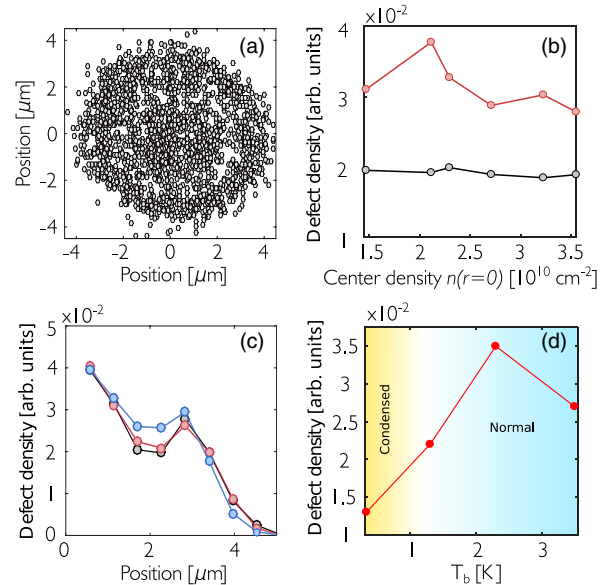 (a)
Position [μm]
4
2
0
-2
-4
-4 -2 0 2 4
Position [μm]
×10⁻²
(b)
Defect density [arb. units]
4
3
2
1
1.5 2 2.5 3 3.5
Center density n(r=0) [10¹⁰ cm⁻²]
×10⁻²
(c)
Defect density [arb. units]
5
4
3
2
1
0
0 2 4
Position [μm]
×10⁻²
(d)
Defect density [arb. units]
3.5
3
2.5
2
1.5
1
Condensed
Normal
1 2 3
T_b [K]